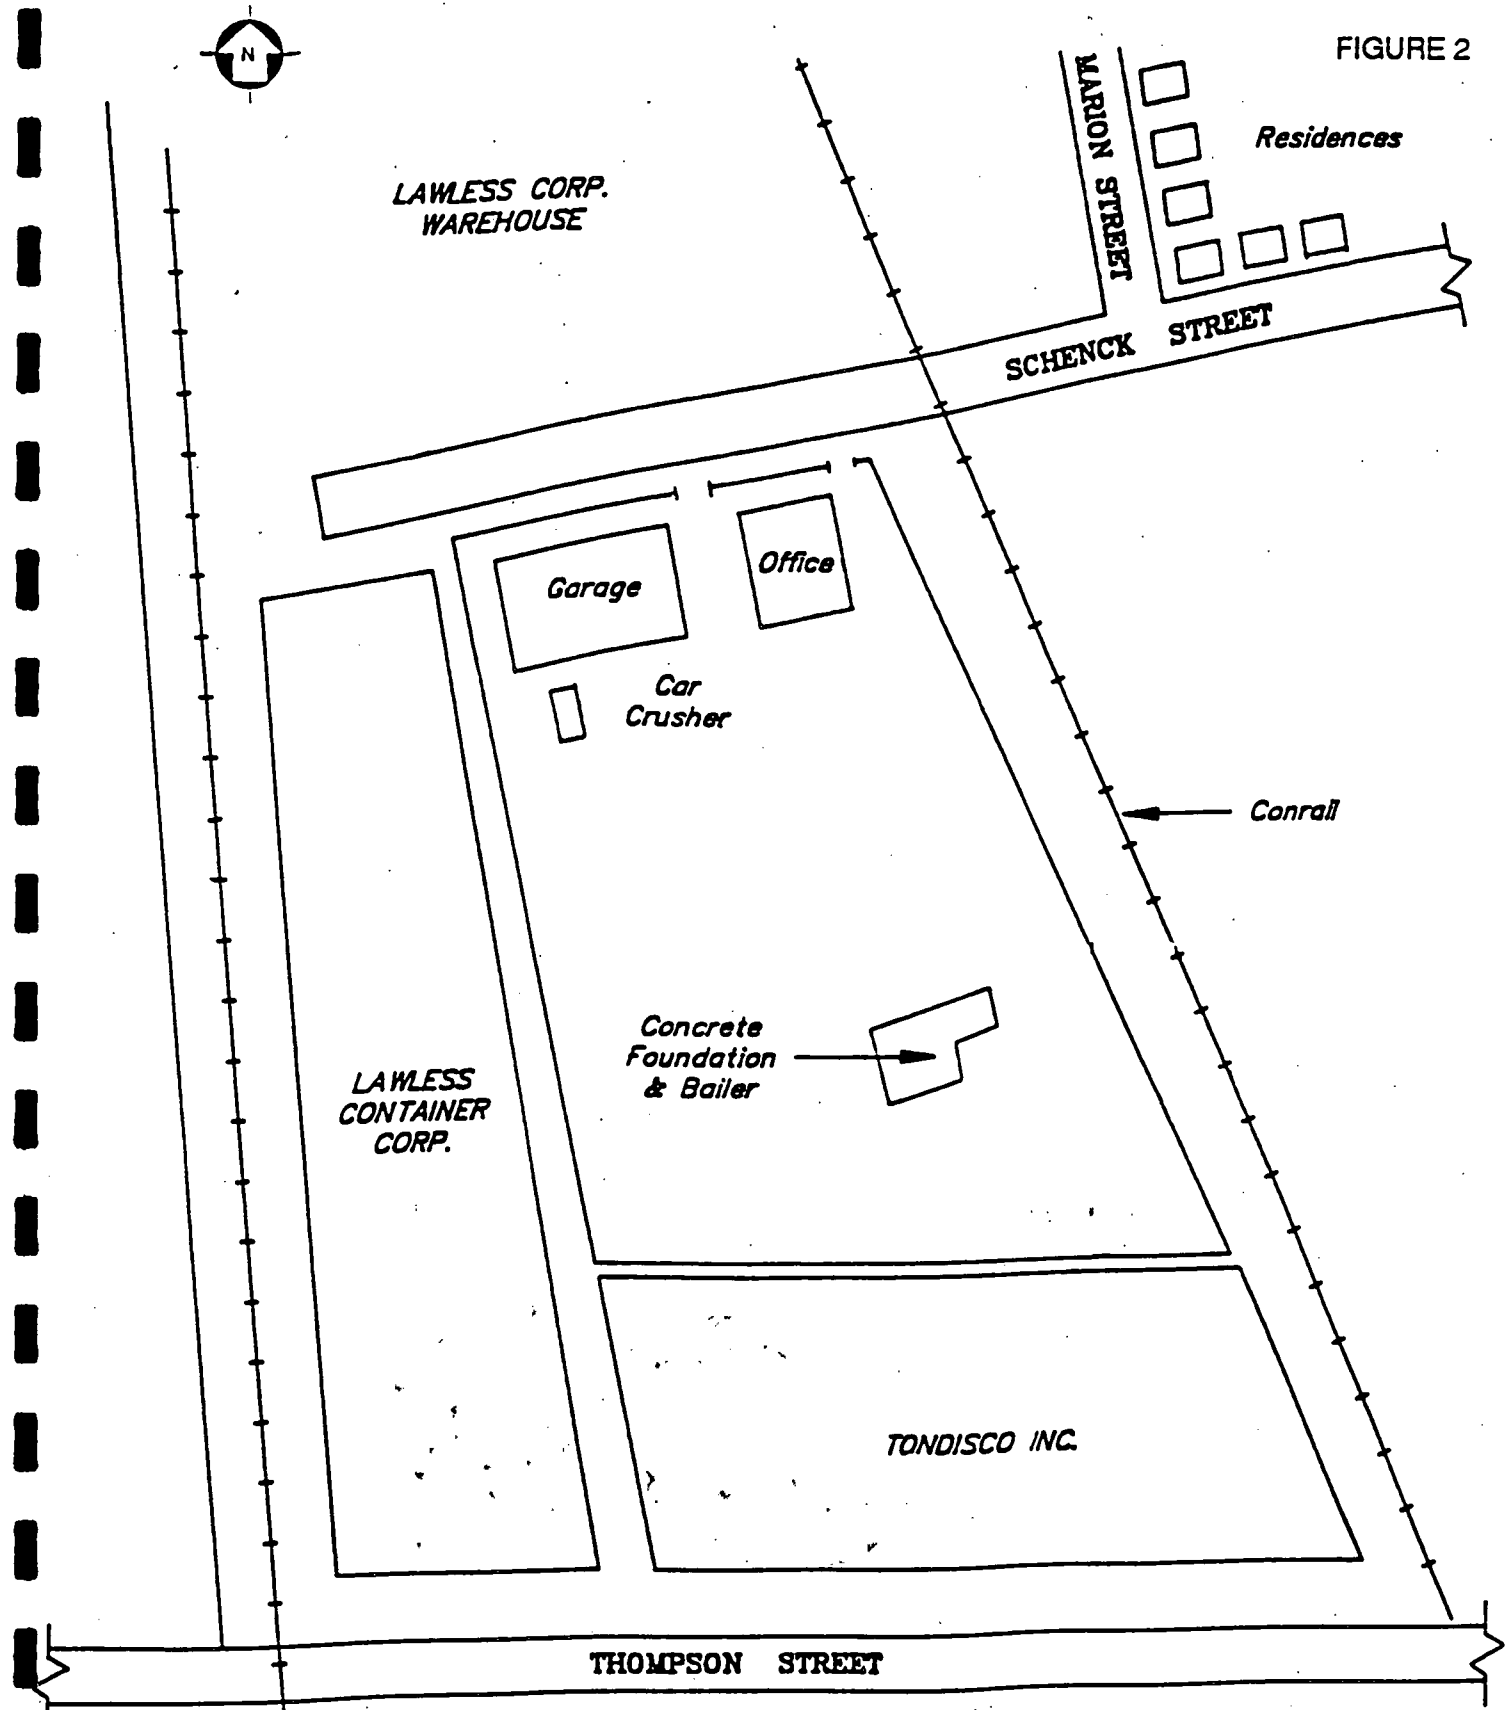 FIGURE 2
N
MARION STREET
Residences
LAWLESS CORP.
WAREHOUSE
SCHENCK STREET
Garage
Office
Car
Crusher
Conrail
Concrete
Foundation
& Bailer
LAWLESS
CONTAINER
CORP.
TONDISCO INC.
THOMPSON STREET